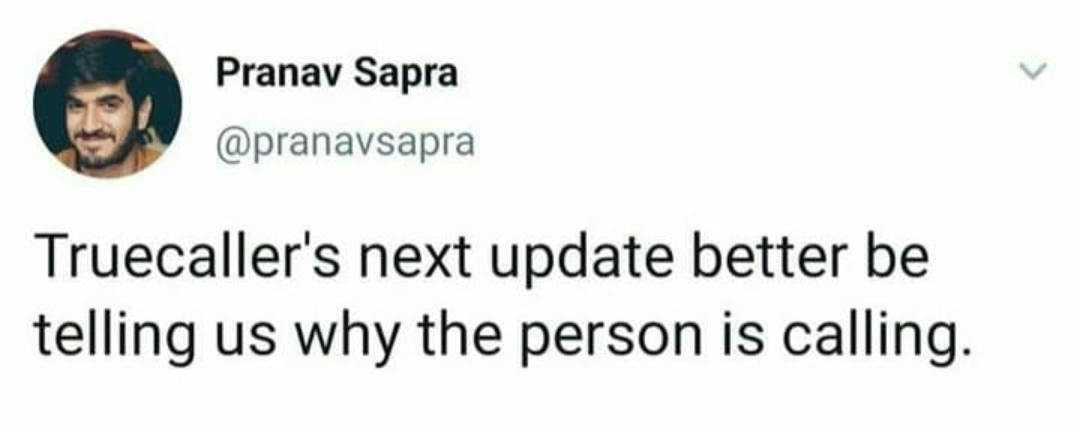 Pranav Sapra
@pranavsapra
Truecaller's next update better be
telling us why the person is calling.